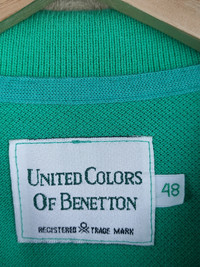 UNITED COLORS
OF BENETTON
REGISTERED TRADE MARK
48